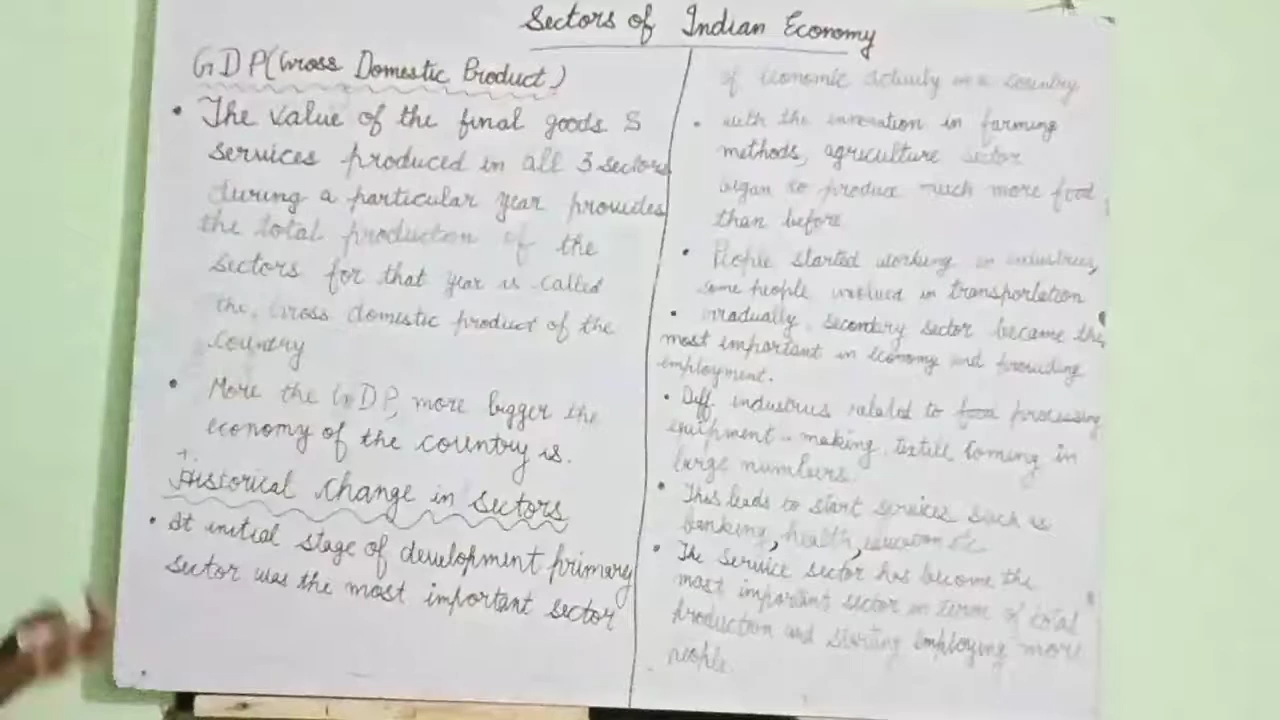 Sectors of Indian Economy
GDP(Gross Domestic Product)
• The value of the final goods &
services produced in all 3 sectors
during a particular year provides
the total production of the
sectors for that year is called
the Gross domestic product of the
country
• More the GDP, more bigger the
economy of the country is.
Historical change in sectors
• At initial stage of development primary
sector was the most important sector
of economic activity in a country
• with the innovation in farming
methods, agriculture sector
began to produce much more food
than before
• People started working in industries,
some people involved in transportation
• Gradually, secondary sector became the
most important in economy and providing
employment.
• Diff industries related to food processing
equipment - making, textile, coming in
large numbers.
• This leads to start services such as
banking, health, education etc
• The service sector has become the
most important sector in term of total
production and starting employing more
people